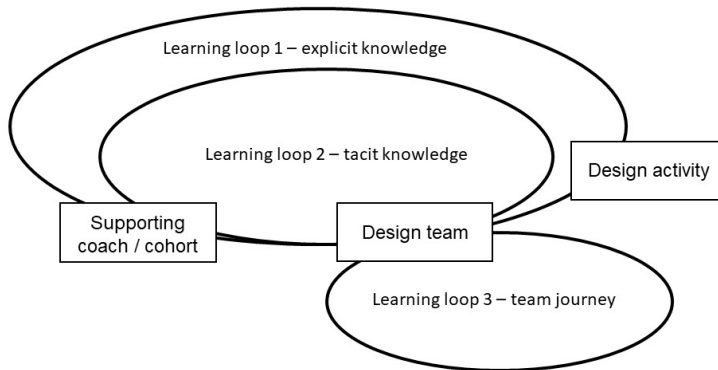 Learning loop 1 – explicit knowledge
Learning loop 2 – tacit knowledge
Design activity
Supporting
coach / cohort
Design team
Learning loop 3 – team journey